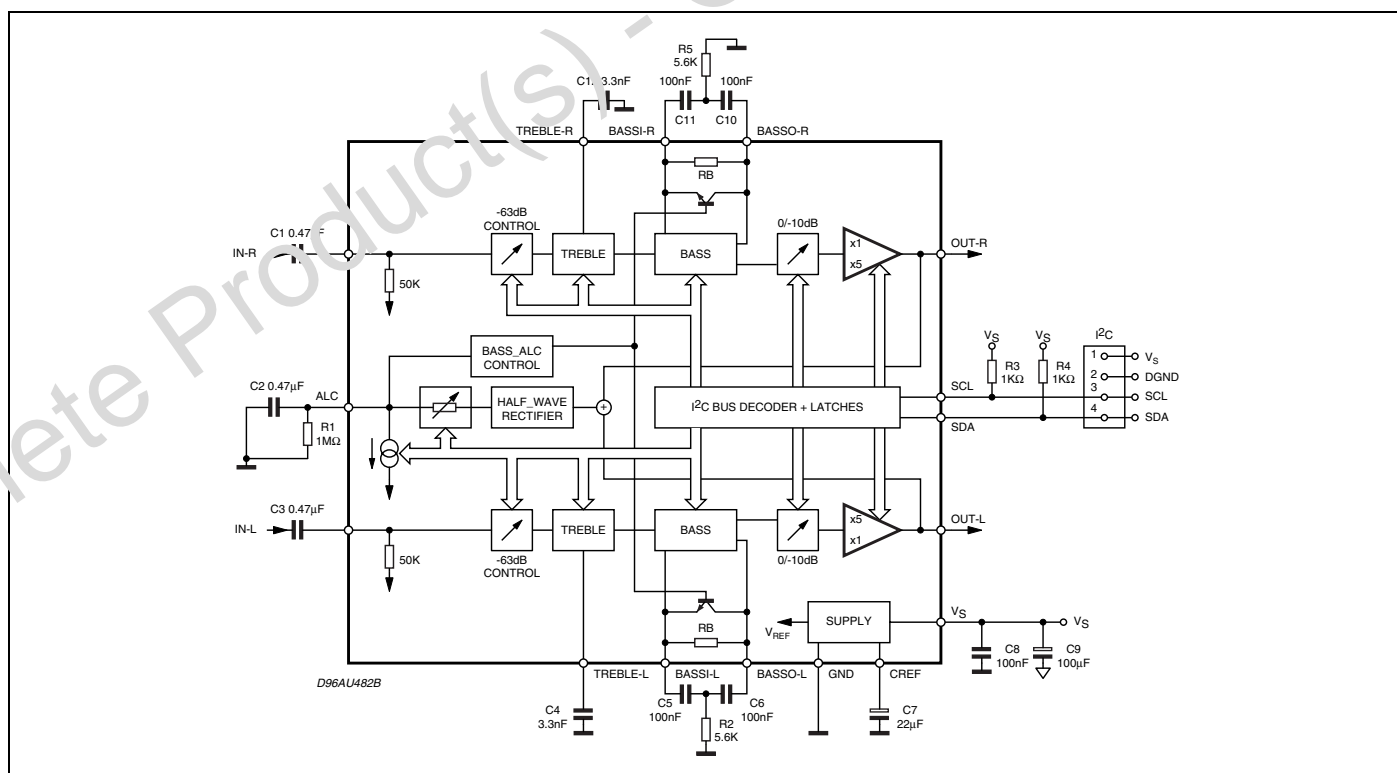 lete Product(s) -
R5
5.6K
3.3nF
100nF
100nF
C11
C10
TREBLE-R
BASSI-R
BASSO-R
RB
-63dB
CONTROL
0/-10dB
C1 0.47
IN-R
TREBLE
BASS
x1
x5
OUT-R
50K
BASS_ALC
CONTROL
VS
VS
I2C
R3
1KΩ
R4
1KΩ
1
VS
2
DGND
3
SCL
4
SDA
C2 0.47µF
ALC
R1
1MΩ
HALF_WAVE
RECTIFIER
+
I2C BUS DECODER + LATCHES
SCL
SDA
C3 0.47µF
IN-L
TREBLE
BASS
x5
x1
OUT-L
50K
-63dB
CONTROL
0/-10dB
RB
VREF
SUPPLY
VS
VS
C8
100nF
C9
100µF
D96AU482B
TREBLE-L
BASSI-L
BASSO-L
GND
CREF
C4
3.3nF
C5
100nF
C6
100nF
R2
5.6K
C7
22µF